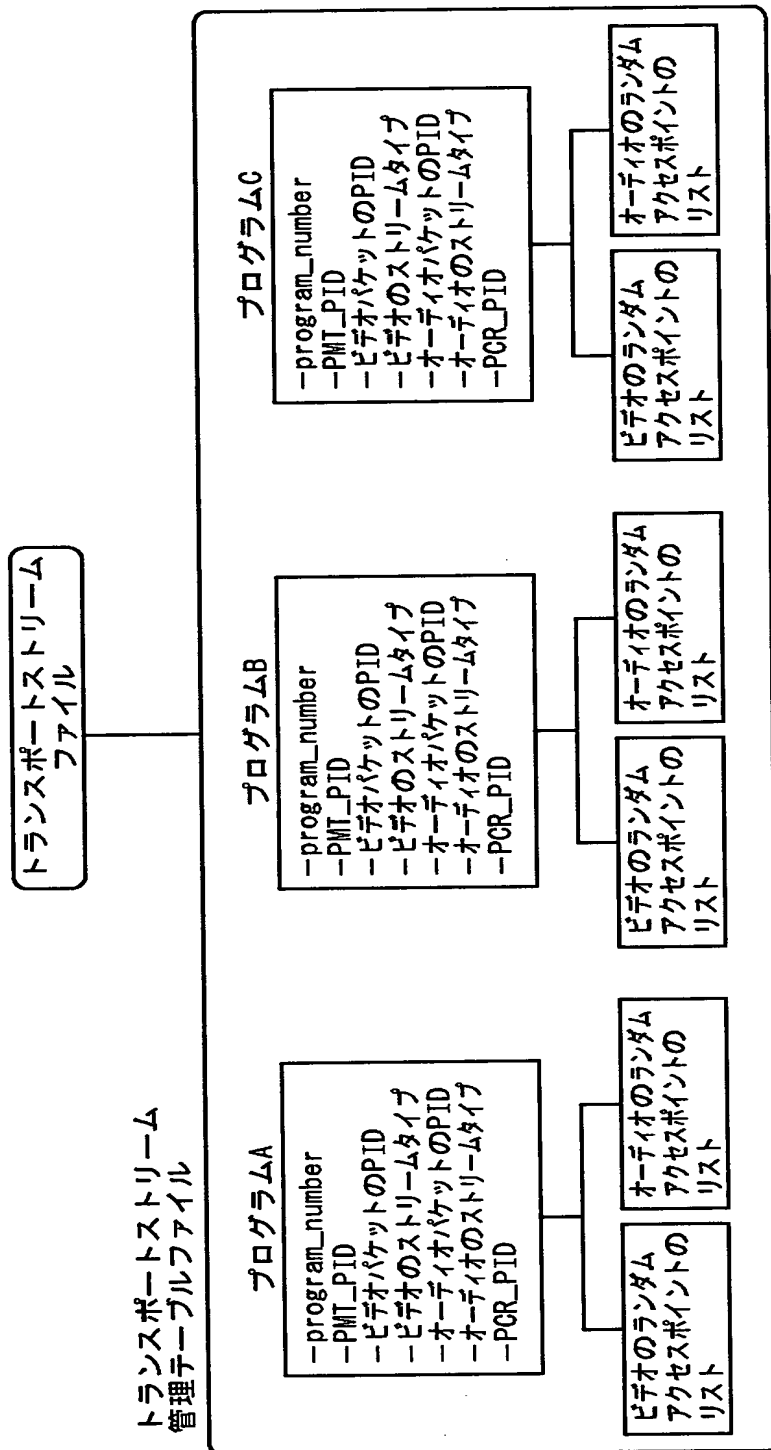 トランスポートストリーム
ファイル
トランスポートストリーム
管理テーブルファイル
プログラムA
−program_number
−PMT_PID
−ビデオパケットのPID
−ビデオのストリームタイプ
−オーディオパケットのPID
−オーディオのストリームタイプ
−PCR_PID
ビデオのランダム
アクセスポイントの
リスト
オーディオのランダム
アクセスポイントの
リスト
プログラムB
−program_number
−PMT_PID
−ビデオパケットのPID
−ビデオのストリームタイプ
−オーディオパケットのPID
−オーディオのストリームタイプ
−PCR_PID
ビデオのランダム
アクセスポイントの
リスト
オーディオのランダム
アクセスポイントの
リスト
プログラムC
−program_number
−PMT_PID
−ビデオパケットのPID
−ビデオのストリームタイプ
−オーディオパケットのPID
−オーディオのストリームタイプ
−PCR_PID
ビデオのランダム
アクセスポイントの
リスト
オーディオのランダム
アクセスポイントの
リスト